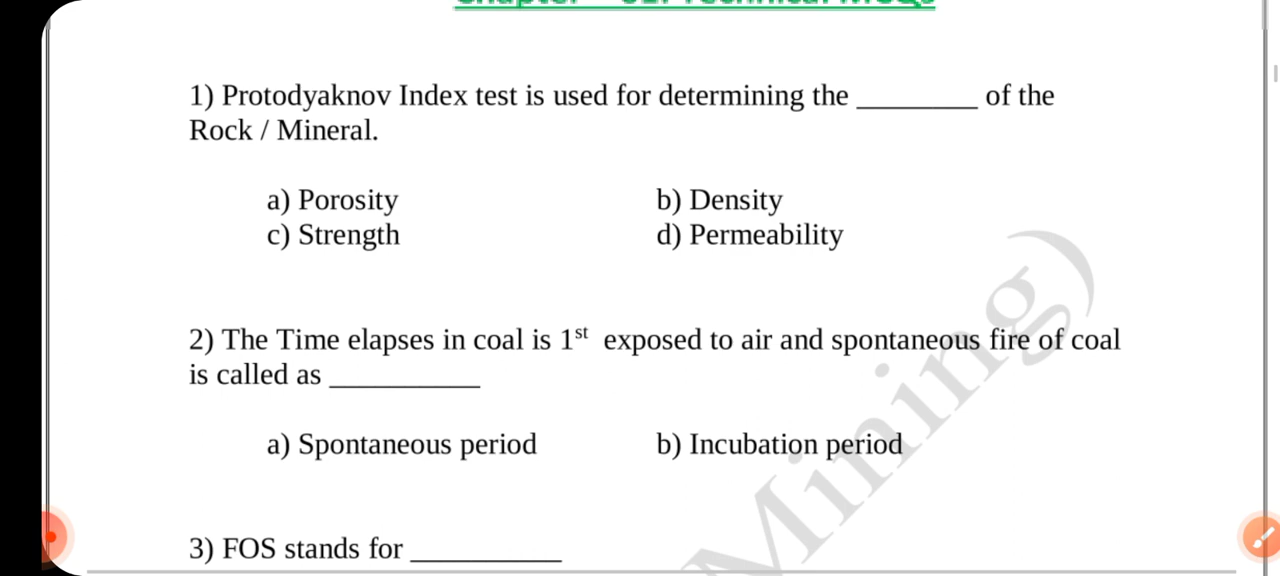 1) Protodyaknov Index test is used for determining the ________ of the
Rock / Mineral.
a) Porosity b) Density
c) Strength d) Permeability
2) The Time elapses in coal is 1st exposed to air and spontaneous fire of coal
is called as __________
a) Spontaneous period b) Incubation period
3) FOS stands for __________
Mining)